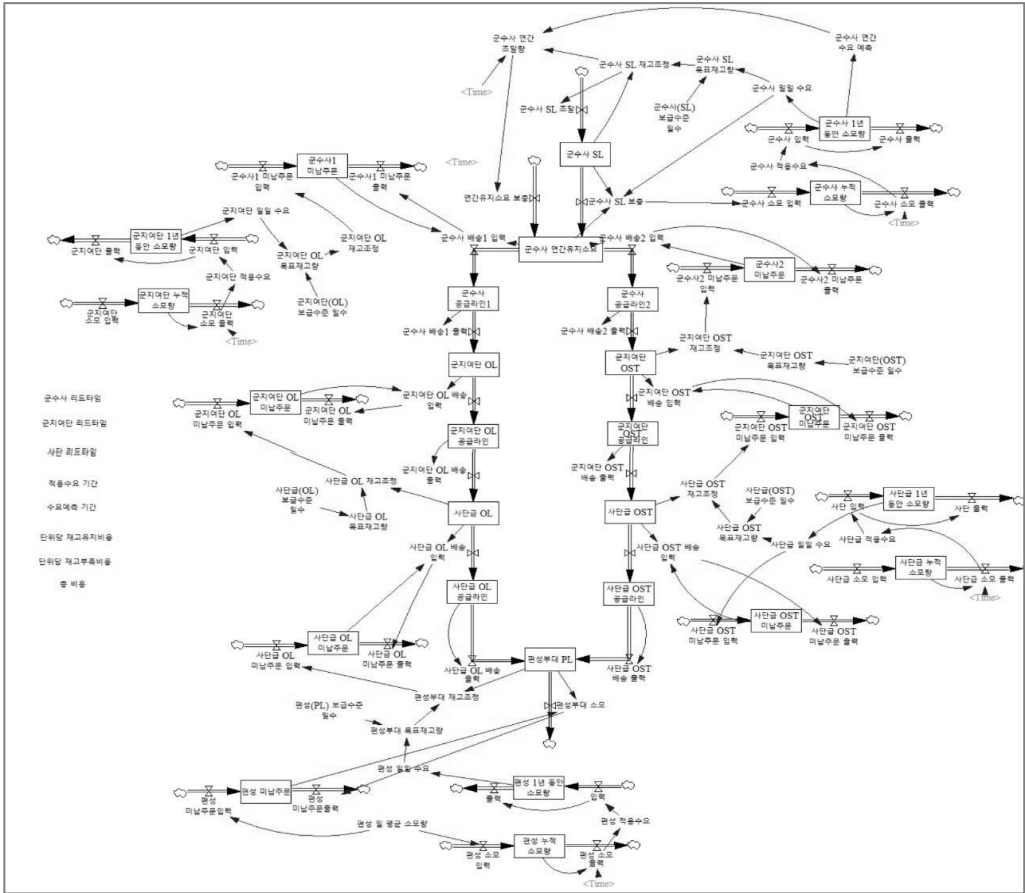 군수사 연간
조달량
군수사 연간
수요 예측
<Time>
군수사 SL 재고조정
군수사 SL
목표재고량
군수사 SL 조달
군수사(SL)
보급수준
일수
군수사 일일 수요
군수사 1년
동안 소모량
군수사 입력
군수사 출력
군수사 적용수요
군수사 SL
군수사1
미납주문
군수사1 미납주문
입력
군수사1 미납주문
출력
<Time>
연간유지소요 보충
군수사 SL 보충
군수사 누적
소모량
군수사 소모 입력
군수사 소모 출력
<Time>
군지여단 일일 수요
군지여단 1년
동안 소모량
군지여단 출력
군지여단 입력
군지여단 OL
재고조정
군지여단 OL
목표재고량
군수사 배송1 입력
군수사 연간유지소요
군수사 배송2 입력
군수사2
미납주문
군수사2 미납주문
입력
군수사2 미납주문
출력
군지여단 적용수요
군지여단(OL)
보급수준 일수
군지여단 누적
소모량
군지여단
소모 입력
군지여단
소모 출력
<Time>
군수사
공급라인1
군수사
공급라인2
군수사 배송1 출력
군수사 배송2 출력
군지여단 OST
재고조정
군지여단 OST
목표재고량
군지여단(OST)
보급수준 일수
군지여단 OL
군지여단
OST
군수사 리드타임
군지여단 리드타임
사단 리드타임
적용수요 기간
수요예측 기간
단위당 재고유지비용
단위당 재고부족비용
총 비용
군지여단 OL
미납주문
군지여단 OL
미납주문 입력
군지여단 OL
미납주문 출력
군지여단 OL 배송
입력
군지여단 OST
배송 입력
군지여단
OST 미납주문
군지여단 OST
미납주문 입력
군지여단 OST
미납주문 출력
군지여단 OL
공급라인
군지여단
OST 공급라인
군지여단 OL 배송
출력
군지여단 OST
배송 출력
사단급 OL 재고조정
사단급(OL)
보급수준
일수
사단급 OL
목표재고량
사단급 OL
사단급 OST
사단급 OST
재고조정
사단급(OST)
보급수준
일수
사단급 OST
목표재고량
사단급 1년
동안 소모량
사단 입력
사단 출력
사단급 일일 수요
사단급 적용수요
사단급 OL 배송
입력
사단급 OST 배송
입력
사단급 누적
소모량
사단급 소모 입력
사단급 소모 출력
<Time>
사단급 OL
공급라인
사단급 OST
공급라인
사단급 OL
미납주문
사단급 OL
미납주문 입력
사단급 OL
미납주문 출력
사단급 OST
미납주문
사단급 OST
미납주문 입력
사단급 OST
미납주문 출력
사단급 OL 배송
출력
편성부대 PL
사단급 OST
배송 출력
편성부대 재고조정
편성(PL) 보급수준
일수
편성부대 목표재고량
편성부대 소모
편성 일일 수요
편성 미납주문
편성
미납주문입력
편성
미납주문출력
편성 1년 동안
소모량
출력
입력
편성 일 평균 소모량
편성 적용수요
편성 누적
소모량
편성 소모
입력
편성 소모
출력
<Time>